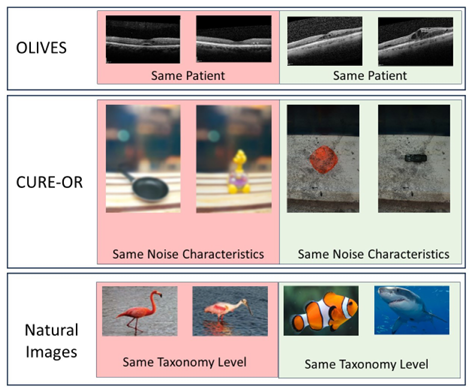 OLIVES
Same Patient
Same Patient
CURE-OR
Same Noise Characteristics
Same Noise Characteristics
Natural
Images
Same Taxonomy Level
Same Taxonomy Level